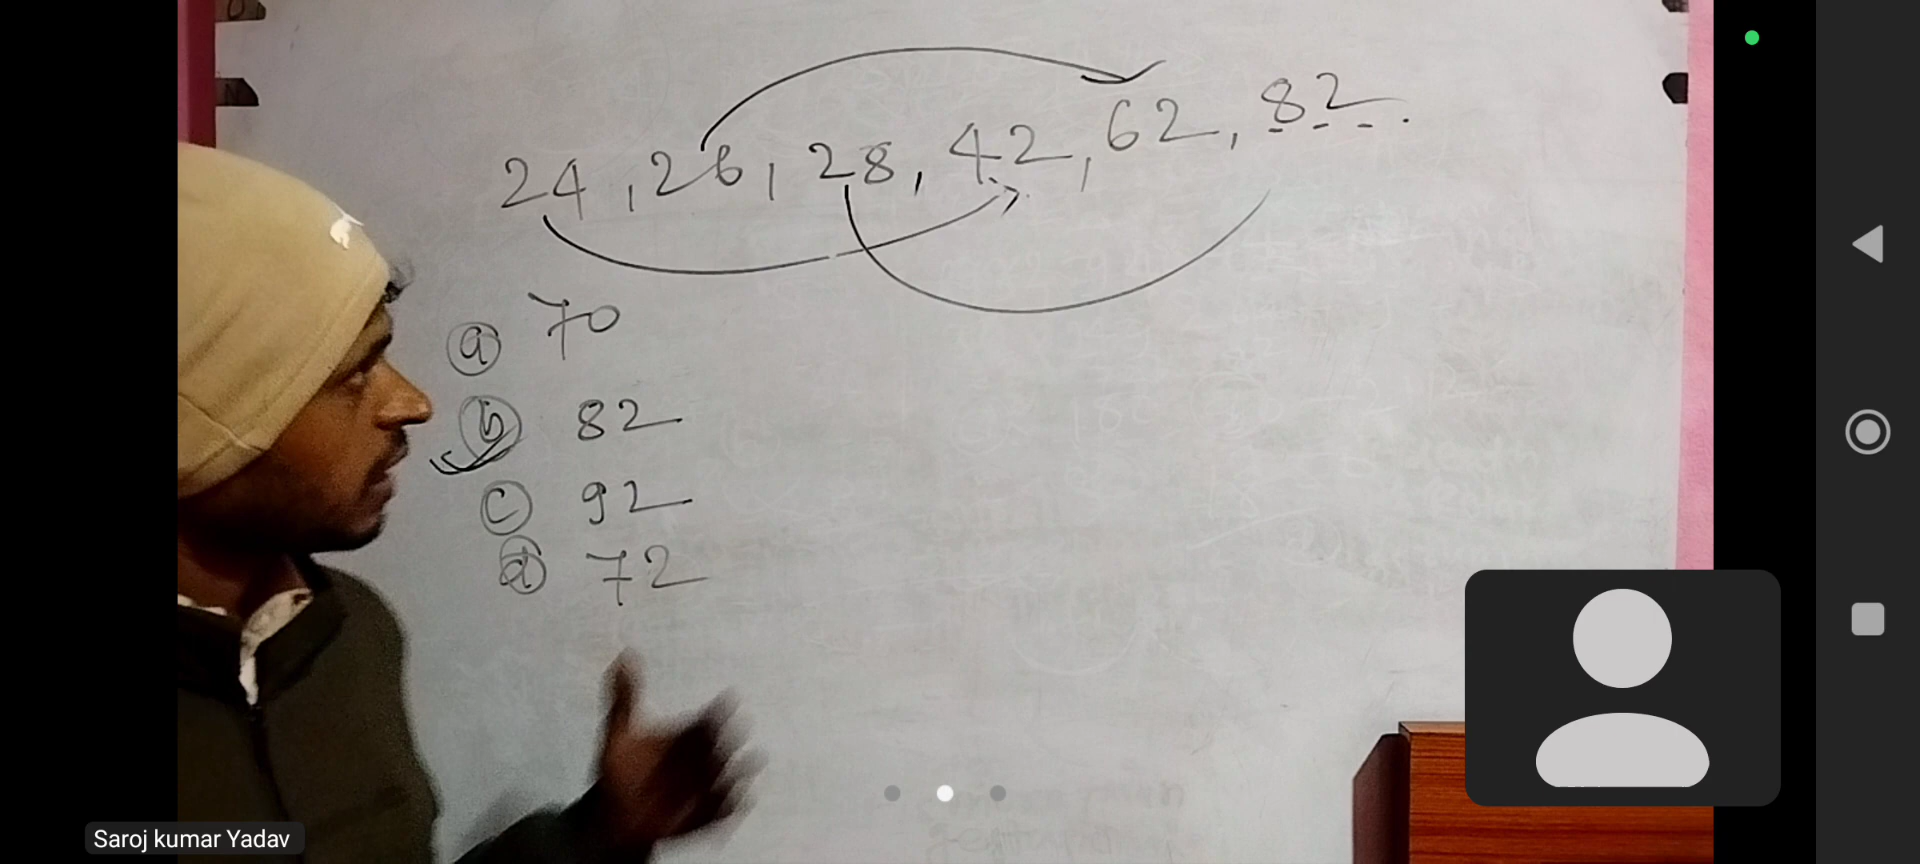 24, 26, 28, 42, 62, 82
a 70
b 82
c 92
d 72
Saroj kumar Yadav